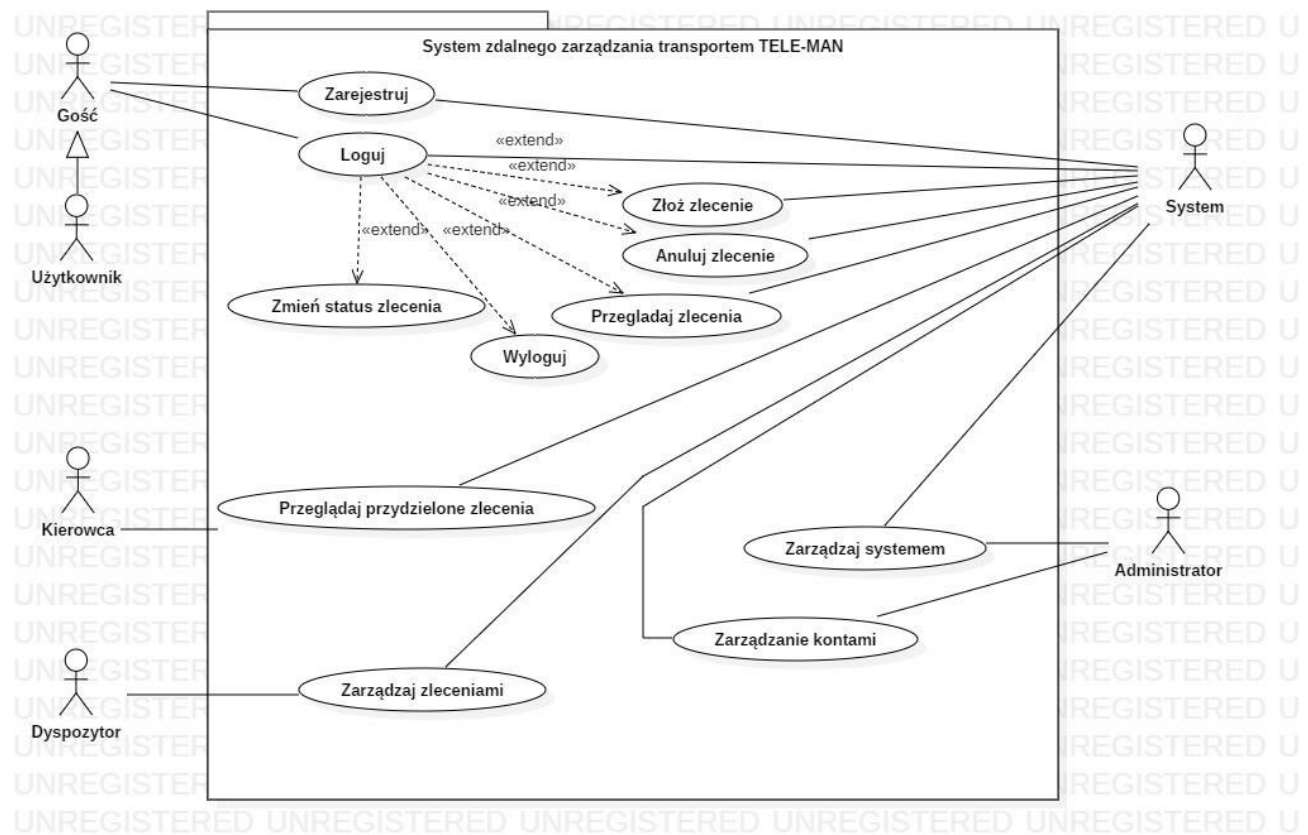 UNREGISTERED UNREGISTERED UNREGISTERED UNREGISTERED UNREGISTERED U
System zdalnego zarządzania transportem TELE-MAN
Gość
Zarejestruj
Loguj
«extend»
«extend»
«extend»
«extend»
«extend»
Złoż zlecenie
System
Anuluj zlecenie
Użytkownik
Zmień status zlecenia
Przegladaj zlecenia
Wyloguj
Przeglądaj przydzielone zlecenia
Kierowca
Zarządzaj systemem
Administrator
Zarządzanie kontami
Zarządzaj zleceniami
Dyspozytor